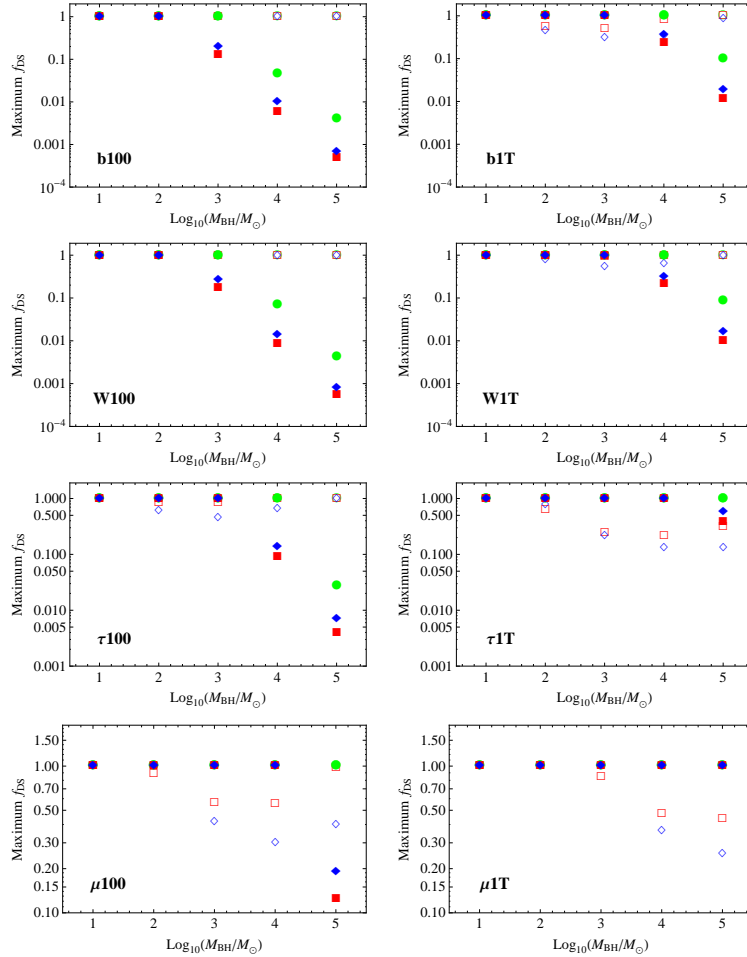 Maximum f_DS
1
0.1
0.01
0.001
10^−4
b100
1 2 3 4 5
Log10(M_BH/M_⊙)
Maximum f_DS
1
0.1
0.01
0.001
10^−4
b1T
1 2 3 4 5
Log10(M_BH/M_⊙)
Maximum f_DS
1
0.1
0.01
0.001
10^−4
W100
1 2 3 4 5
Log10(M_BH/M_⊙)
Maximum f_DS
1
0.1
0.01
0.001
10^−4
W1T
1 2 3 4 5
Log10(M_BH/M_⊙)
Maximum f_DS
1.000
0.500
0.100
0.050
0.010
0.005
0.001
τ100
1 2 3 4 5
Log10(M_BH/M_⊙)
Maximum f_DS
1.000
0.500
0.100
0.050
0.010
0.005
0.001
τ1T
1 2 3 4 5
Log10(M_BH/M_⊙)
Maximum f_DS
1.50
1.00
0.50
0.30
0.20
0.15
0.10
μ100
1 2 3 4 5
Log10(M_BH/M_⊙)
Maximum f_DS
1.50
1.00
0.50
0.30
0.20
0.15
0.10
μ1T
1 2 3 4 5
Log10(M_BH/M_⊙)